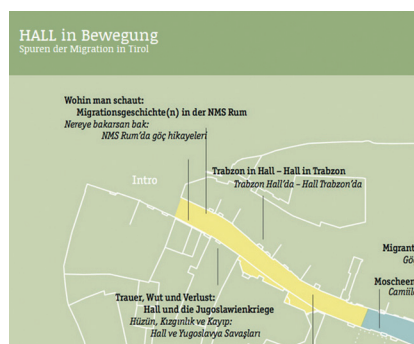 HALL in Bewegung
Spuren der Migration in Tirol
Wohin man schaut:
Migrationsgeschichte(n) in der NMS Rum
Nereye bakarsan bak:
NMS Rum'da göç hikayeleri
Intro
Trabzon in Hall – Hall in Trabzon
Trabzon Hall'da – Hall Trabzon'da
Migrant
Gö
Moscheen
Camiil
Trauer, Wut und Verlust:
Hall und die Jugoslawienkriege
Hüzün, Kızgınlık ve Kayıp:
Hall ve Yugoslavya Savaşları